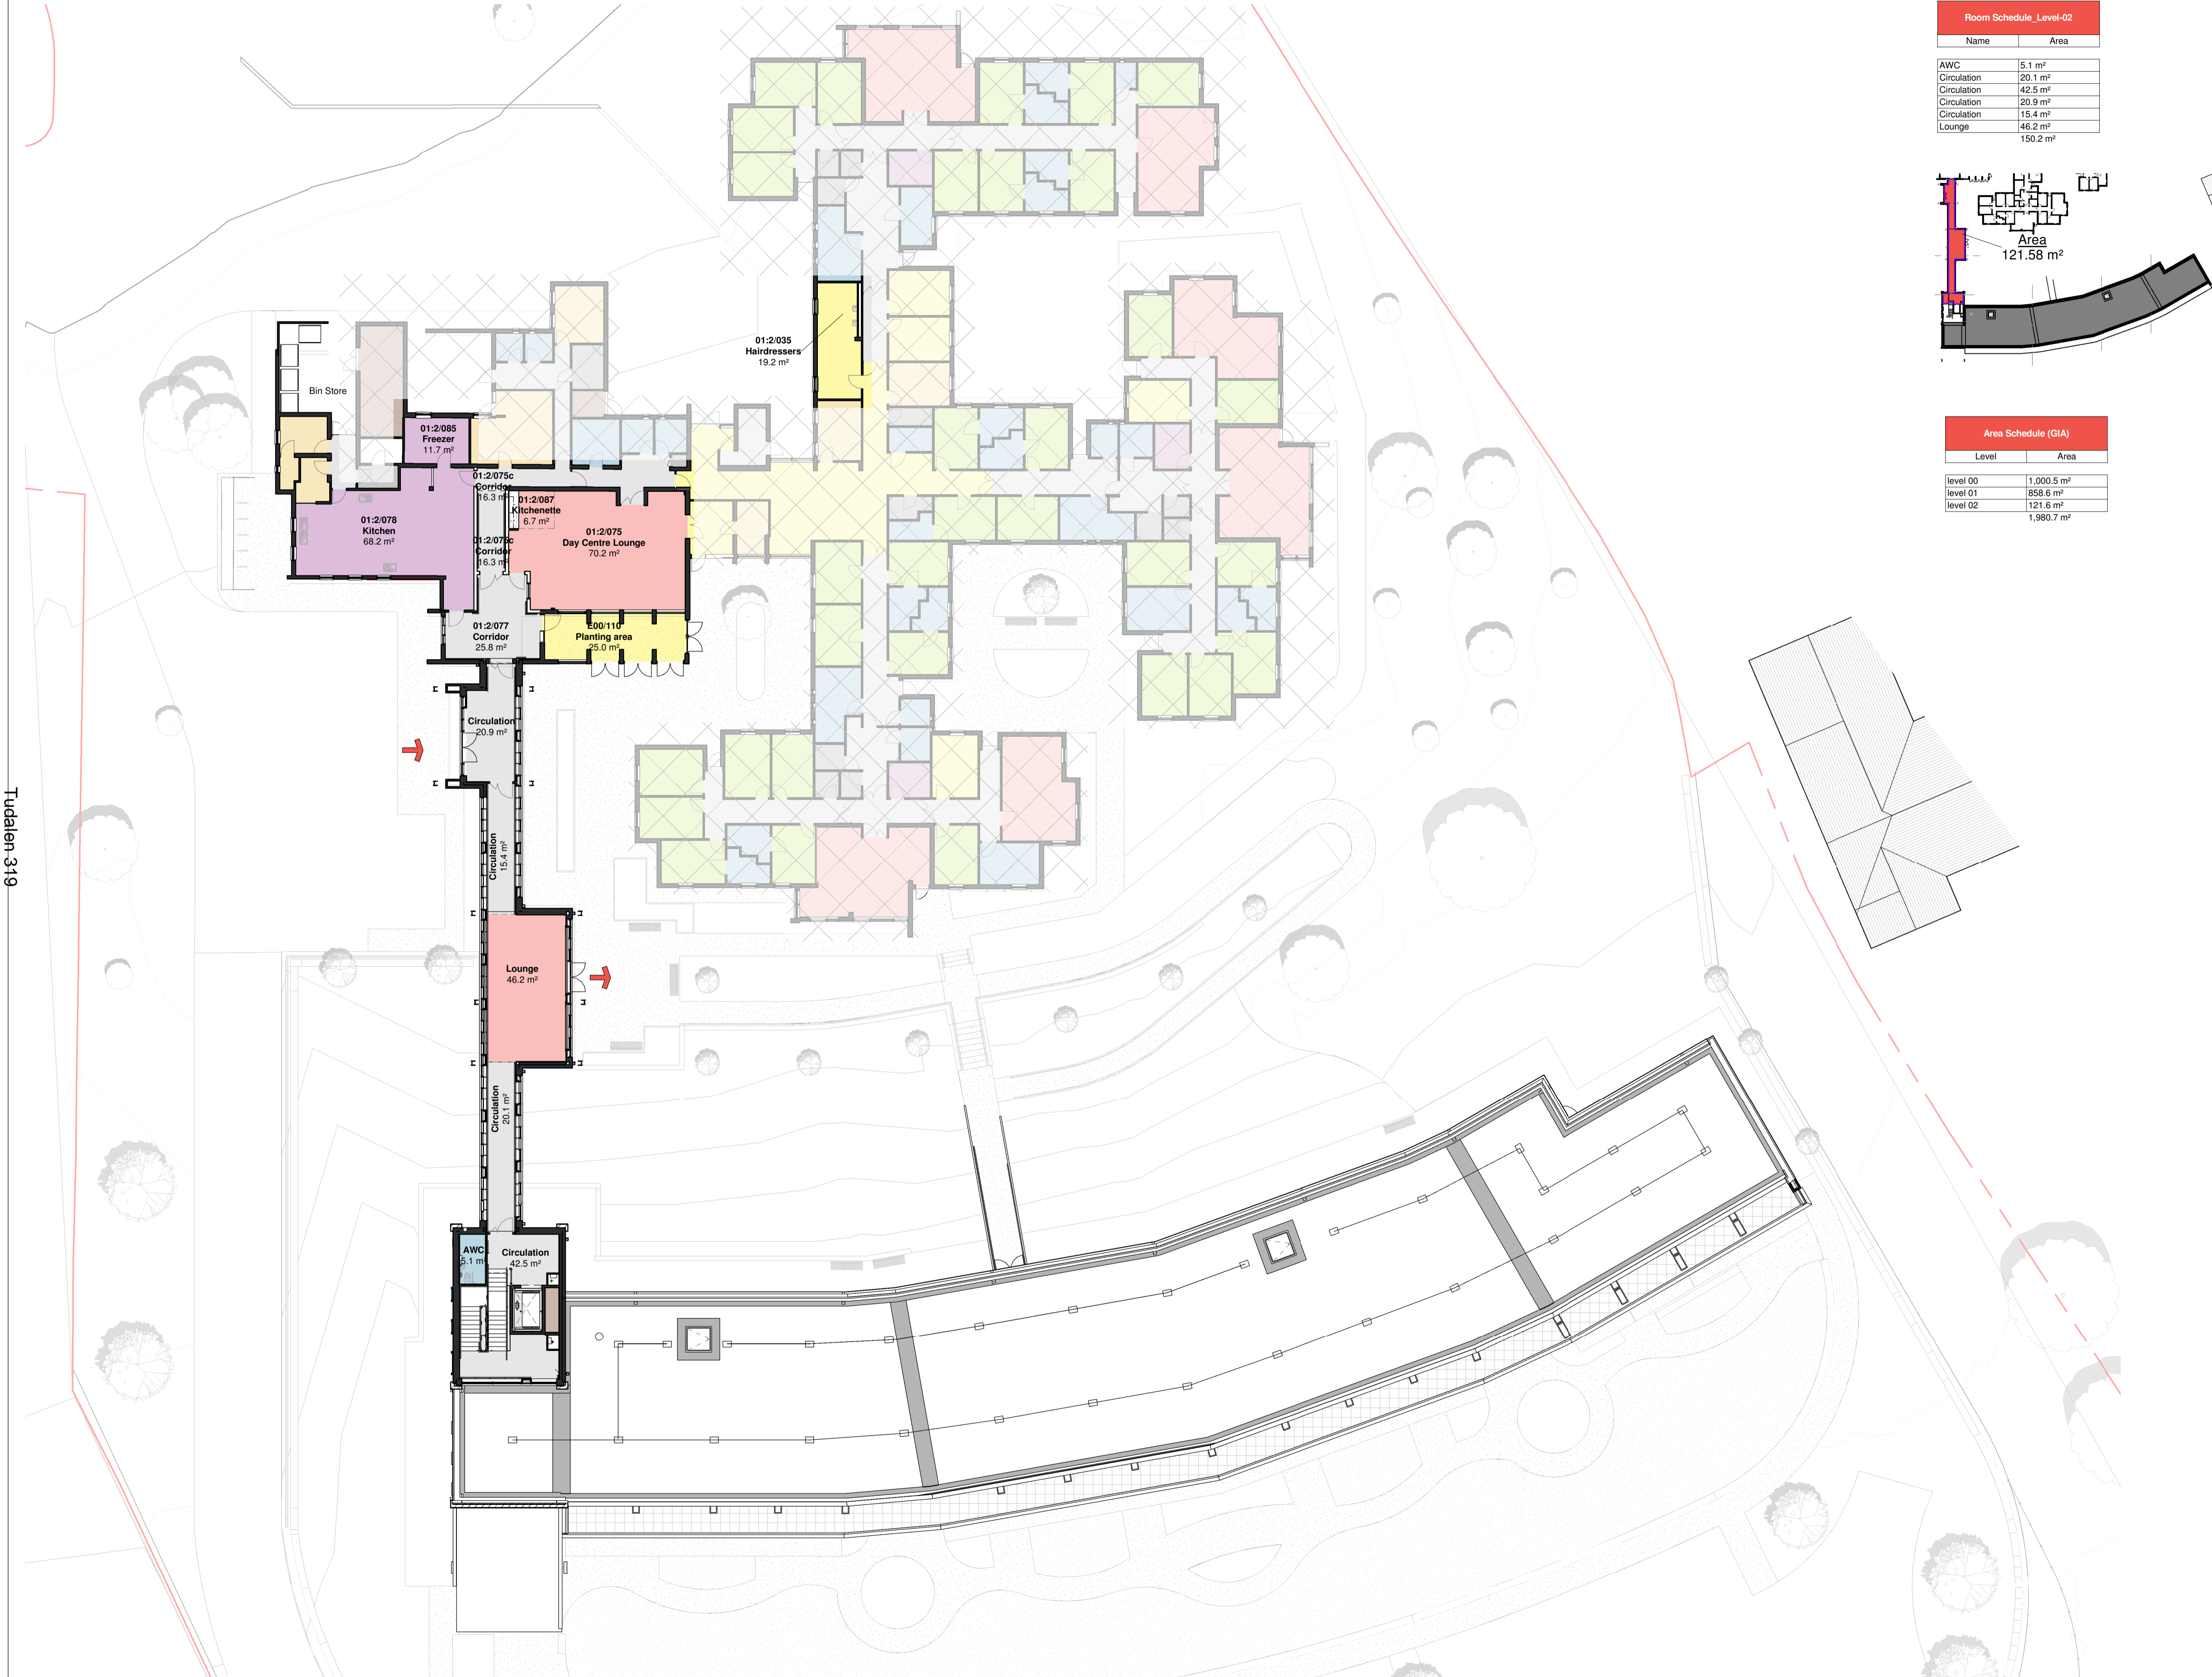 Room Schedule_Level-02
Name Area
AWC 5.1 m²
Circulation 20.1 m²
Circulation 42.5 m²
Circulation 20.9 m²
Circulation 15.4 m²
Lounge 46.2 m²
150.2 m²
Area
121.58 m²
Area Schedule (GIA)
Level Area
level 00 1,000.5 m²
level 01 858.6 m²
level 02 121.6 m²
1,980.7 m²
01:2/035
Hairdressers
19.2 m²
Bin Store
01:2/085
Freezer
11.7 m²
01:2/075c
Corridor
16.3 m²
01:2/087
Kitchenette
6.7 m²
01:2/078
Kitchen
68.2 m²
01:2/075
Day Centre Lounge
70.2 m²
01:2/075c
Corridor
16.3 m²
01:2/077
Corridor
25.8 m²
E00/110
Planting area
25.0 m²
Circulation
20.9 m²
Circulation
15.4 m²
Lounge
46.2 m²
Circulation
20.1 m²
AWC
5.1 m²
Circulation
42.5 m²
Tudalen 319